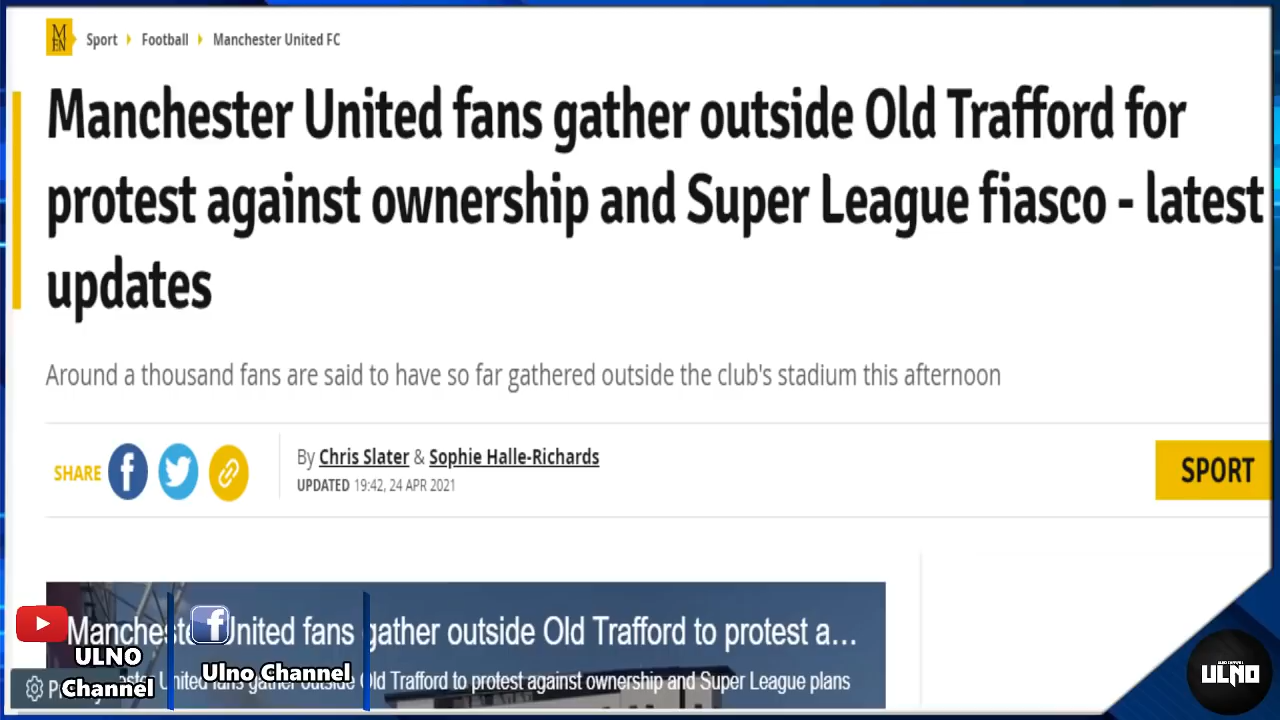 MEN
Sport Football Manchester United FC
Manchester United fans gather outside Old Trafford for
protest against ownership and Super League fiasco - latest
updates
Around a thousand fans are said to have so far gathered outside the club's stadium this afternoon
SHARE
By Chris Slater & Sophie Halle-Richards
UPDATED 19:42, 24 APR 2021
SPORT
Manchester United fans gather outside Old Trafford to protest a...
United fans gather outside Old Trafford to protest against ownership and Super League plans
ULNO
Channel
Ulno Channel
ULNO